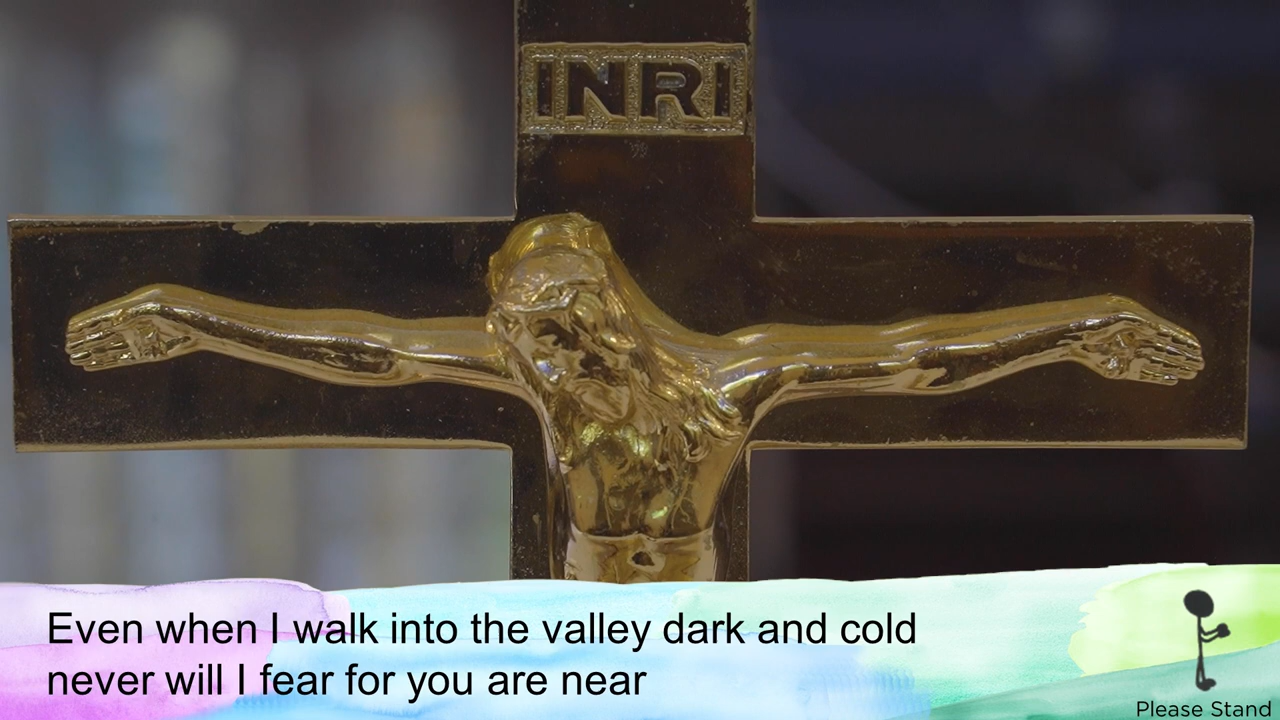 INRI
Even when I walk into the valley dark and cold
never will I fear for you are near
Please Stand